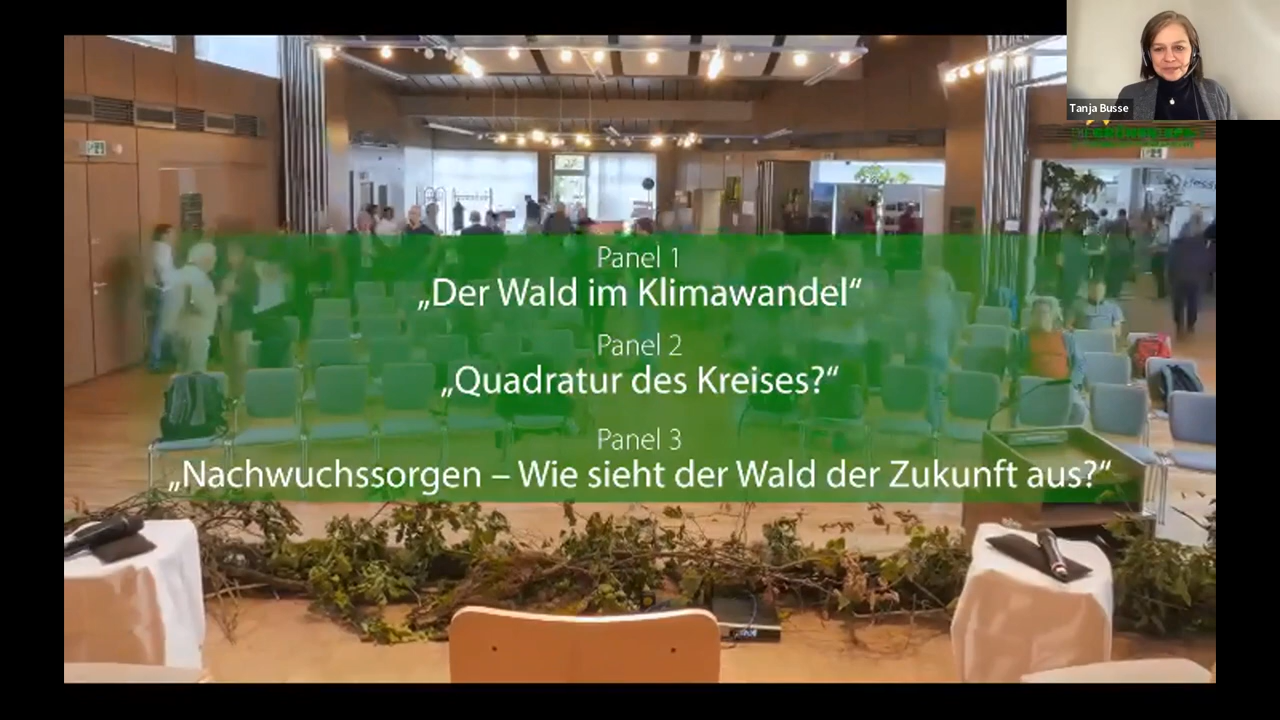 Tanja Busse
Panel 1
„Der Wald im Klimawandel“
Panel 2
„Quadratur des Kreises?“
Panel 3
„Nachwuchssorgen – Wie sieht der Wald der Zukunft aus?“